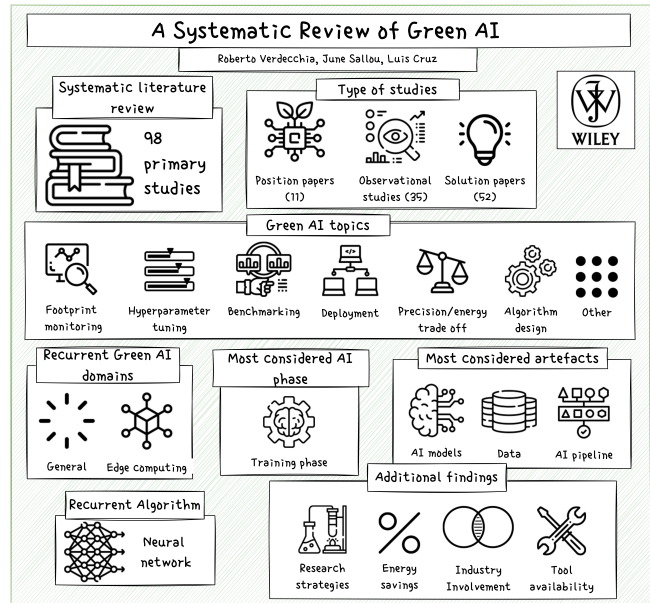 A Systematic Review of Green AI
Roberto Verdecchia, June Sallou, Luis Cruz
Systematic literature
review
98
primary
studies
Type of studies
Position papers
(11)
Observational
studies (35)
Solution papers
(52)
WILEY
Green AI topics
Footprint
monitoring
Hyperparameter
tuning
Benchmarking
</>
Deployment
Precision/energy
trade off
Algorithm
design
Other
Recurrent Green AI
domains
General
Edge computing
Most considered AI
phase
Training phase
Most considered artefacts
AI models
Data
AI pipeline
Recurrent Algorithm
Neural
network
Additional findings
Research
strategies
Energy
savings
Industry
Involvement
Tool
availability